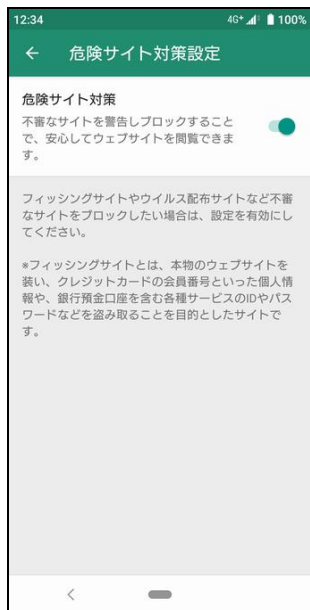 12:34 4G+ 100%
危険サイト対策設定
危険サイト対策
不審なサイトを警告しブロックすること
で、安心してウェブサイトを閲覧できま
す。
フィッシングサイトやウイルス配布サイトなど不審
なサイトをブロックしたい場合は、設定を有効にし
てください。
*フィッシングサイトとは、本物のウェブサイトを
装い、クレジットカードの会員番号といった個人情
報や、銀行預金口座を含む各種サービスのIDやパス
ワードなどを盗み取ることを目的としたサイトで
す。